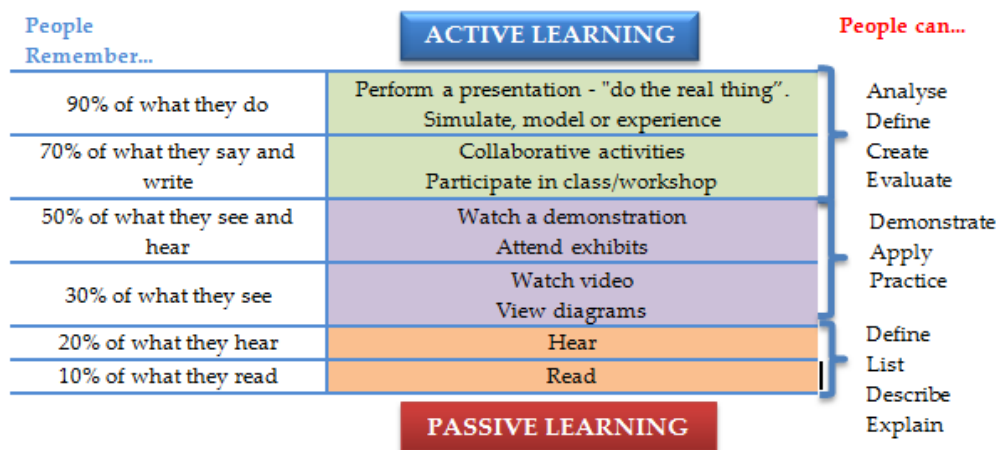 People
Remember...
ACTIVE LEARNING
People can...
90% of what they do
Perform a presentation - "do the real thing”.
Simulate, model or experience
70% of what they say and
write
Collaborative activities
Participate in class/workshop
Analyse
Define
Create
Evaluate
50% of what they see and
hear
Watch a demonstration
Attend exhibits
30% of what they see
Watch video
View diagrams
Demonstrate
Apply
Practice
20% of what they hear
Hear
10% of what they read
Read
Define
List
Describe
Explain
PASSIVE LEARNING